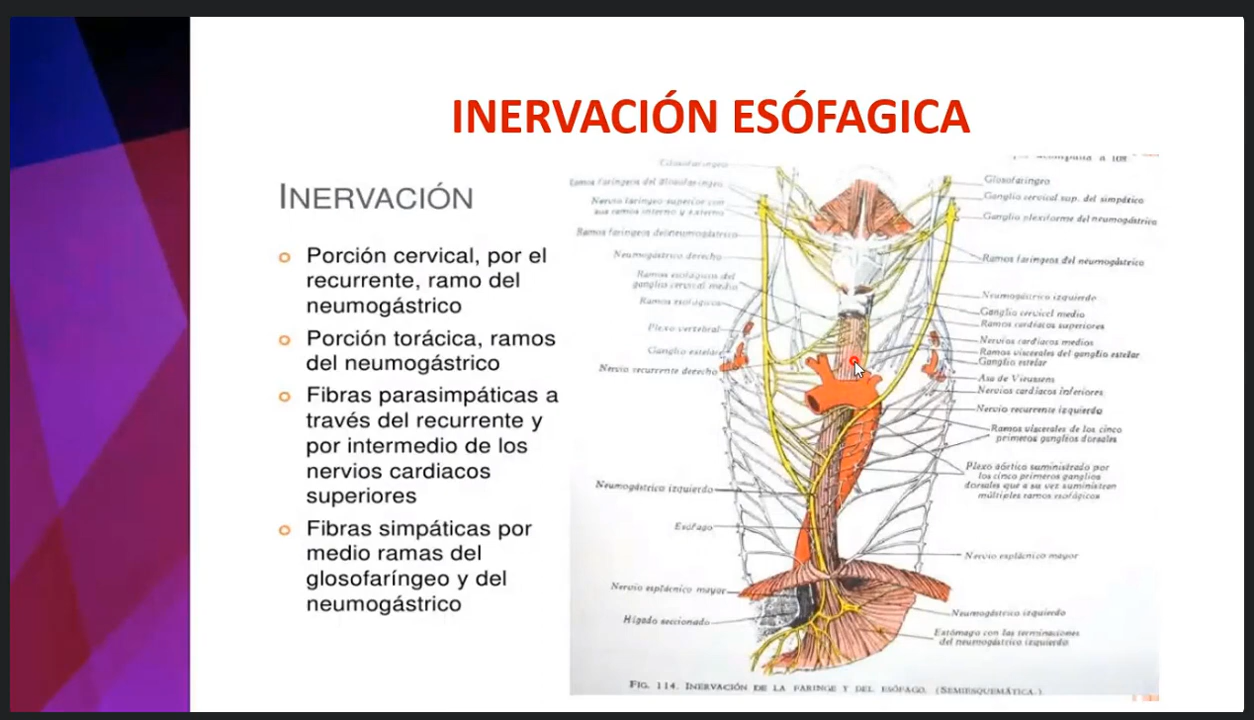 INERVACIÓN ESÓFAGICA
INERVACIÓN
Porción cervical, por el
recurrente, ramo del
neumogástrico
Porción torácica, ramos
del neumogástrico
Fibras parasimpáticas a
través del recurrente y
por intermedio de los
nervios cardiacos
superiores
Fibras simpáticas por
medio ramas del
glosofaríngeo y del
neumogástrico
Glosofaríngeo
Ramos faríngeos del Glosofaríngeo
Nervio laríngeo superior con
sus ramos interno y externo
Ramos faríngeos del neumogástrico
Neumogástrico derecho
Ramos esofágicos del
ganglio cervical medio
Ramos esofágicos
Plexo vertebral
Ganglio estelar
Nervio recurrente derecho
Neumogástrico izquierdo
Esófago
Nervio esplácnico mayor
Hígado seccionado
acompaña a los
Glosofaríngeo
Ganglio cervical sup. del simpático
Ganglio plexiforme del neumogástrico
Ramos faríngeos del neumogástrico
Neumogástrico izquierdo
Ganglio cervical medio
Ramos cardíacos superiores
Nervios cardíacos medios
Ramos viscerales del ganglio estelar
Ganglio estelar
Asa de Vieussens
Nervios cardíacos inferiores
Nervio recurrente izquierdo
Ramos viscerales de los cinco
primeros ganglios dorsales
Plexo aórtico suministrado por
los cinco primeros ganglios
dorsales que a su vez suministran
múltiples ramos esofágicos
Nervio esplácnico mayor
Neumogástrico izquierdo
Estómago con las terminaciones
del neumogástrico izquierdo
FIG. 114. INERVACIÓN DE LA FARINGE Y DEL ESÓFAGO. (SEMIESQUEMÁTICA.)